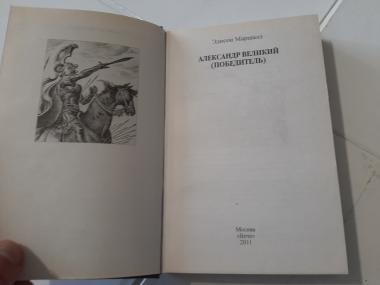 Эдисон Маршалл
АЛЕКСАНДР ВЕЛИКИЙ
(ПОБЕДИТЕЛЬ)
Москва
«Вече»
2011